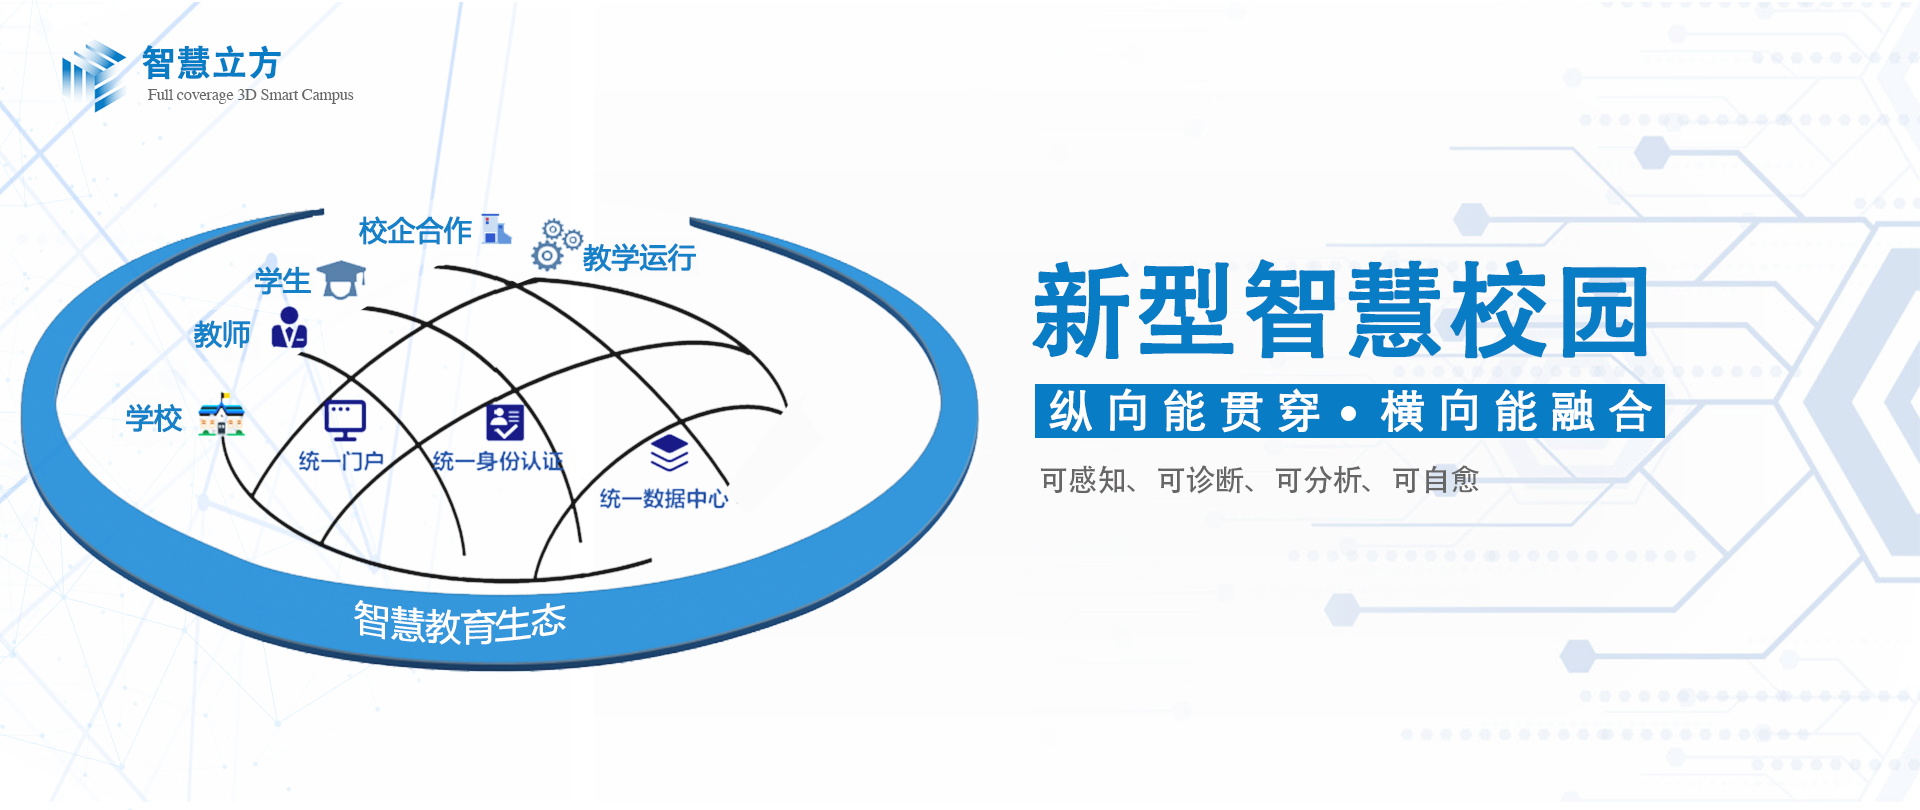 智慧立方
Full coverage 3D Smart Campus
校企合作
教学运行
学生
教师
学校
统一门户
统一身份认证
统一数据中心
智慧教育生态
新型智慧校园
纵向能贯穿•横向能融合
可感知、可诊断、可分析、可自愈